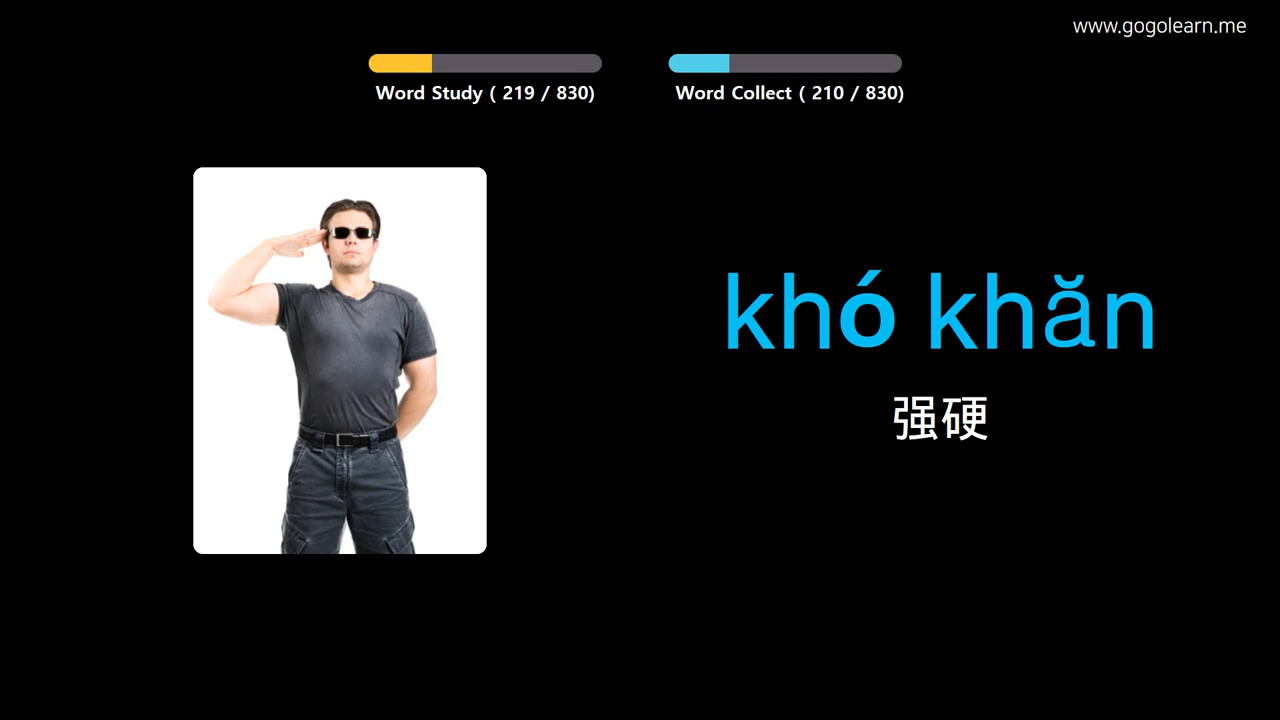 www.gogolearn.me
Word Study ( 219 / 830)
Word Collect ( 210 / 830)
khó khăn
强硬